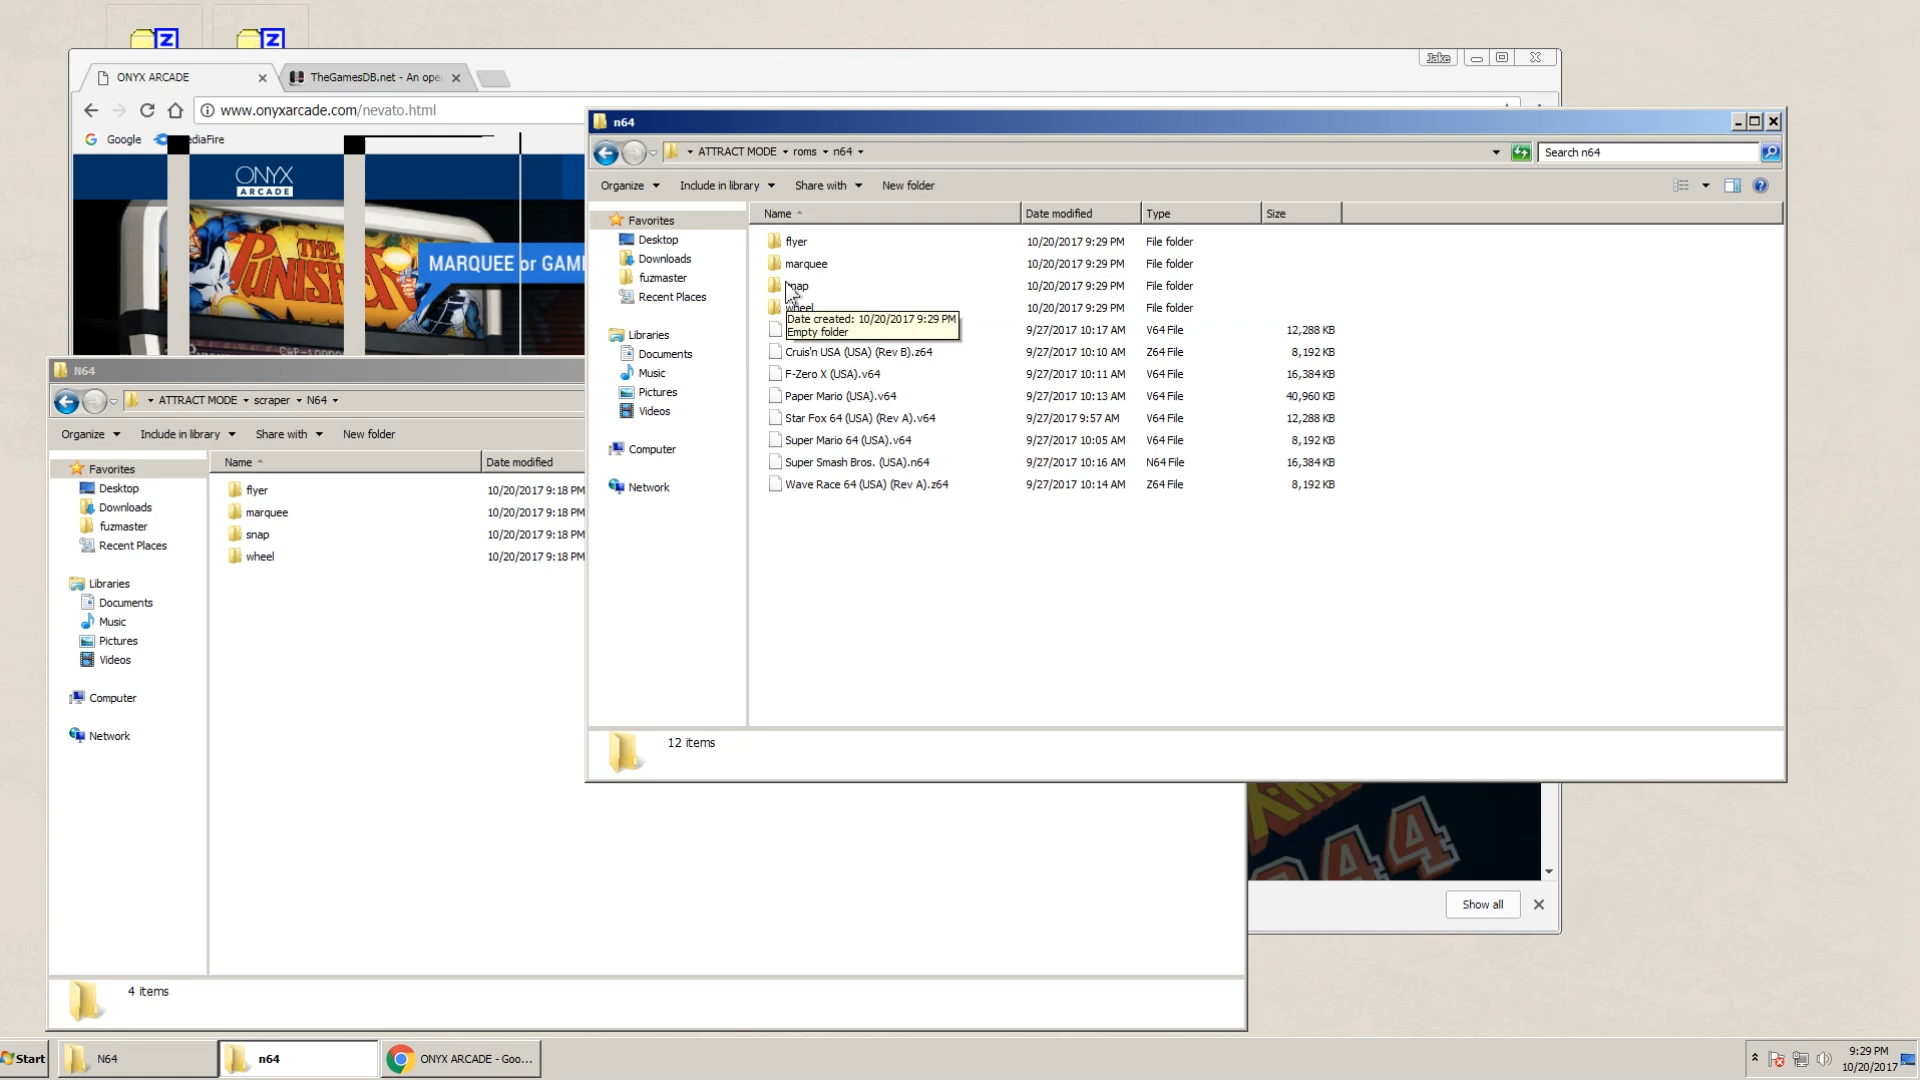 Jake
ONYX ARCADE
TheGamesDB.net - An ope
www.onyxarcade.com/nevato.html
Google
ediaFire
ONYX
ARCADE
THE
PUNISHER
MARQUEE or GAM
n64
ATTRACT MODE roms n64
Search n64
Organize Include in library Share with New folder
Name Date modified Type Size
Favorites
Desktop
Downloads
fuzmaster
Recent Places
Libraries
Documents
Music
Pictures
Videos
Computer
Network
flyer 10/20/2017 9:29 PM File folder
marquee 10/20/2017 9:29 PM File folder
snap 10/20/2017 9:29 PM File folder
wheel 10/20/2017 9:29 PM File folder
Date created: 10/20/2017 9:29 PM
Empty folder
9/27/2017 10:17 AM V64 File 12,288 KB
Cruis'n USA (USA) (Rev B).z64 9/27/2017 10:10 AM Z64 File 8,192 KB
F-Zero X (USA).v64 9/27/2017 10:11 AM V64 File 16,384 KB
Paper Mario (USA).v64 9/27/2017 10:13 AM V64 File 40,960 KB
Star Fox 64 (USA) (Rev A).v64 9/27/2017 9:57 AM V64 File 12,288 KB
Super Mario 64 (USA).v64 9/27/2017 10:05 AM V64 File 8,192 KB
Super Smash Bros. (USA).n64 9/27/2017 10:16 AM N64 File 16,384 KB
Wave Race 64 (USA) (Rev A).z64 9/27/2017 10:14 AM Z64 File 8,192 KB
12 items
N64
ATTRACT MODE scraper N64
Organize Include in library Share with New folder
Name Date modified
Favorites
Desktop
Downloads
fuzmaster
Recent Places
Libraries
Documents
Music
Pictures
Videos
Computer
Network
flyer 10/20/2017 9:18 PM
marquee 10/20/2017 9:18 PM
snap 10/20/2017 9:18 PM
wheel 10/20/2017 9:18 PM
4 items
44
Show all
Start
N64
n64
ONYX ARCADE - Goo...
9:29 PM
10/20/2017